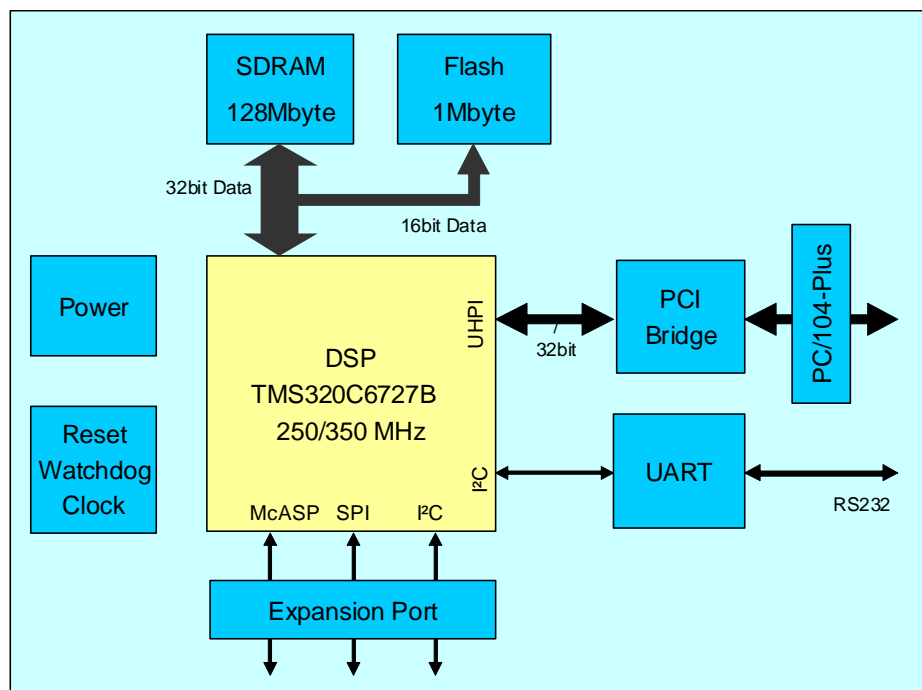 SDRAM
128Mbyte
Flash
1Mbyte
32bit Data
16bit Data
Power
Reset
Watchdog
Clock
DSP
TMS320C6727B
250/350 MHz
UHPI
I²C
McASP
SPI
I²C
32bit
PCI
Bridge
PC/104-Plus
UART
RS232
Expansion Port